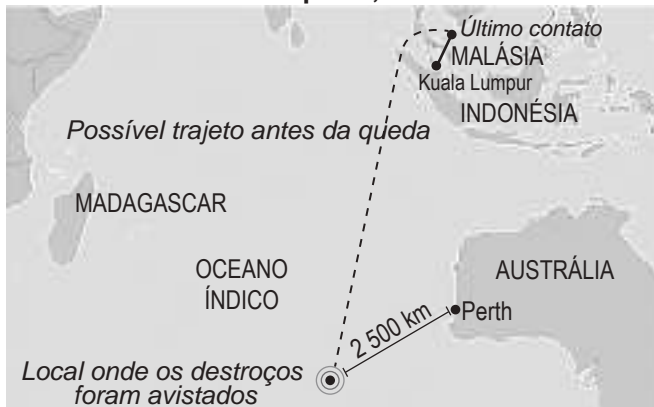 Último contato
MALÁSIA
Kuala Lumpur
INDONÉSIA
Possível trajeto antes da queda
MADAGASCAR
OCEANO
ÍNDICO
AUSTRÁLIA
Perth
2 500 km
Local onde os destroços
foram avistados